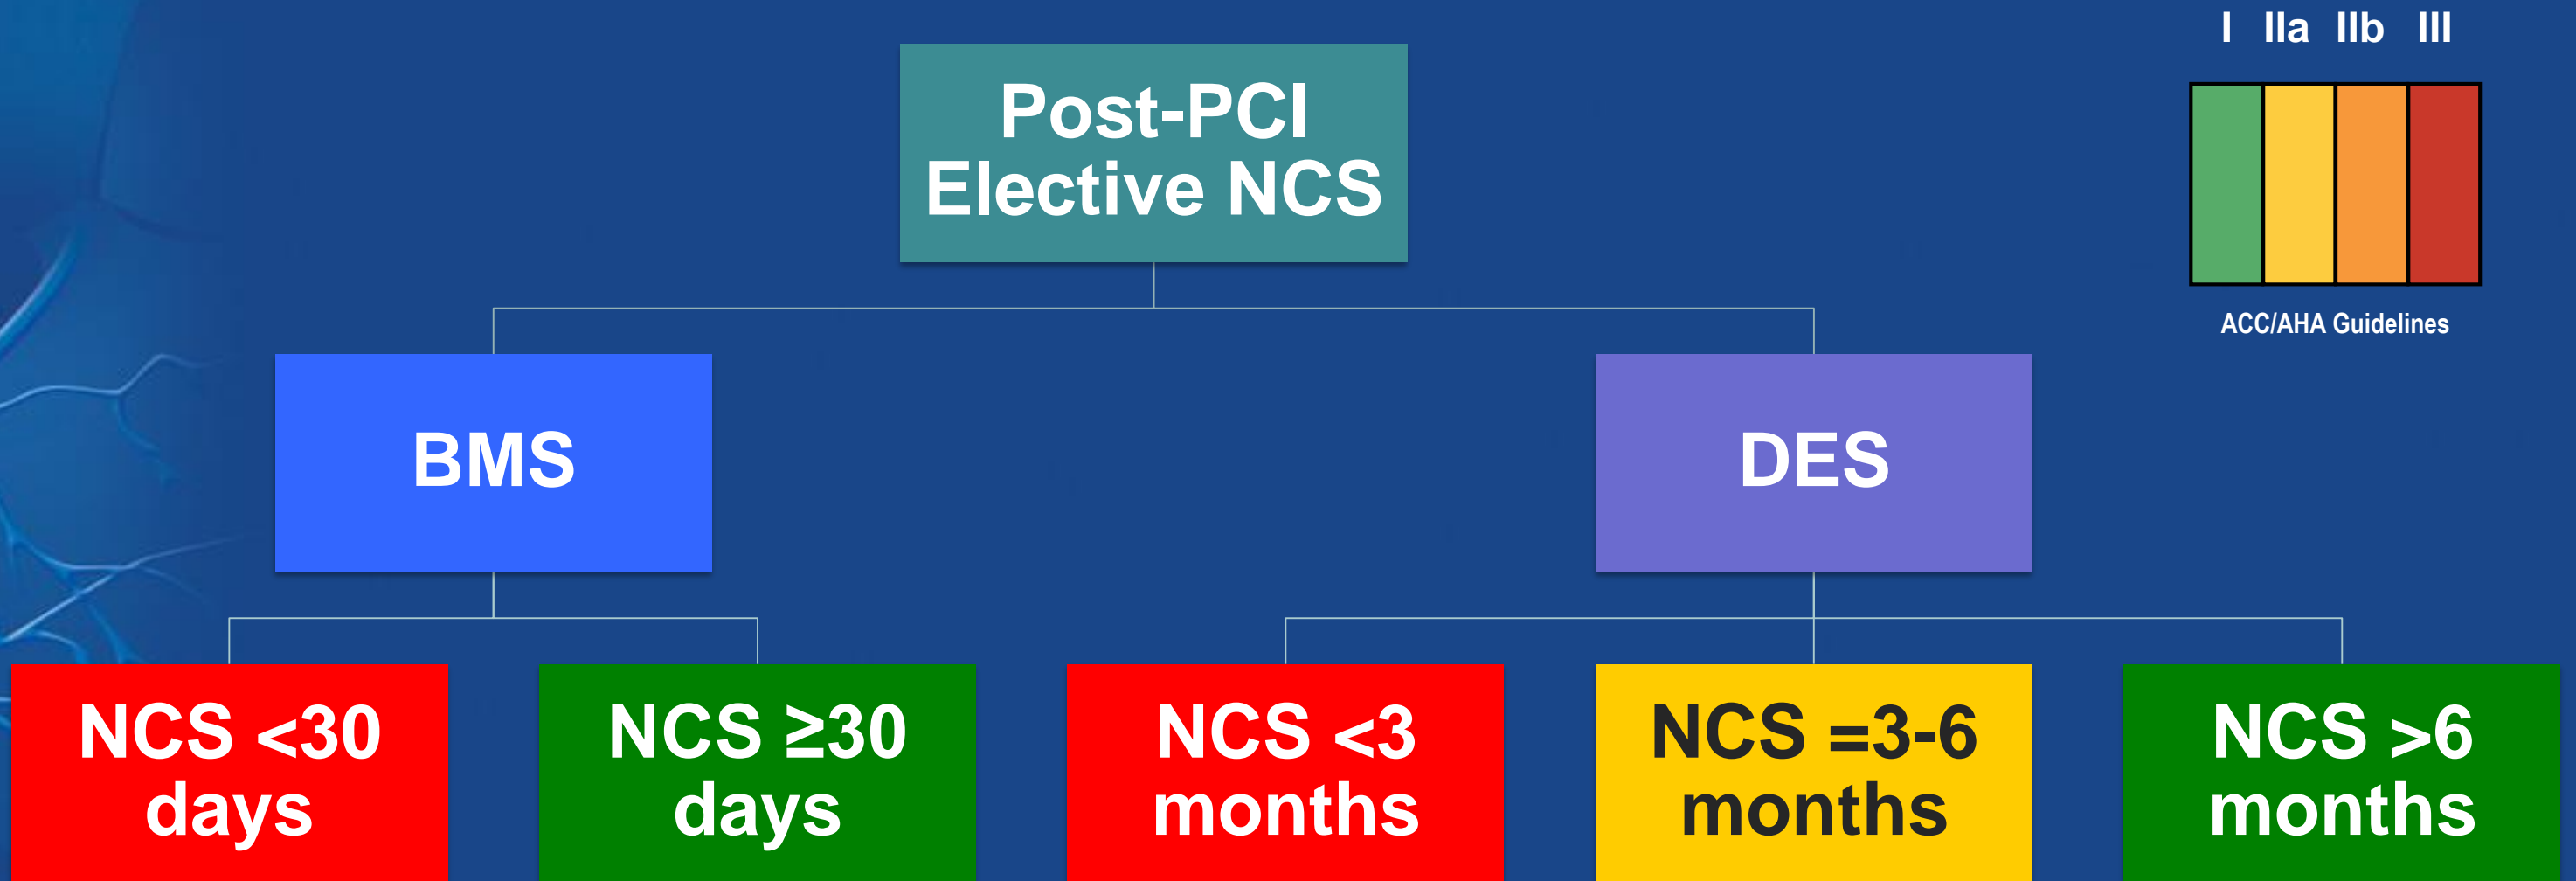 I IIa IIb III
Post-PCI
Elective NCS
ACC/AHA Guidelines
BMS
DES
NCS <30
days
NCS ≥30
days
NCS <3
months
NCS =3-6
months
NCS >6
months